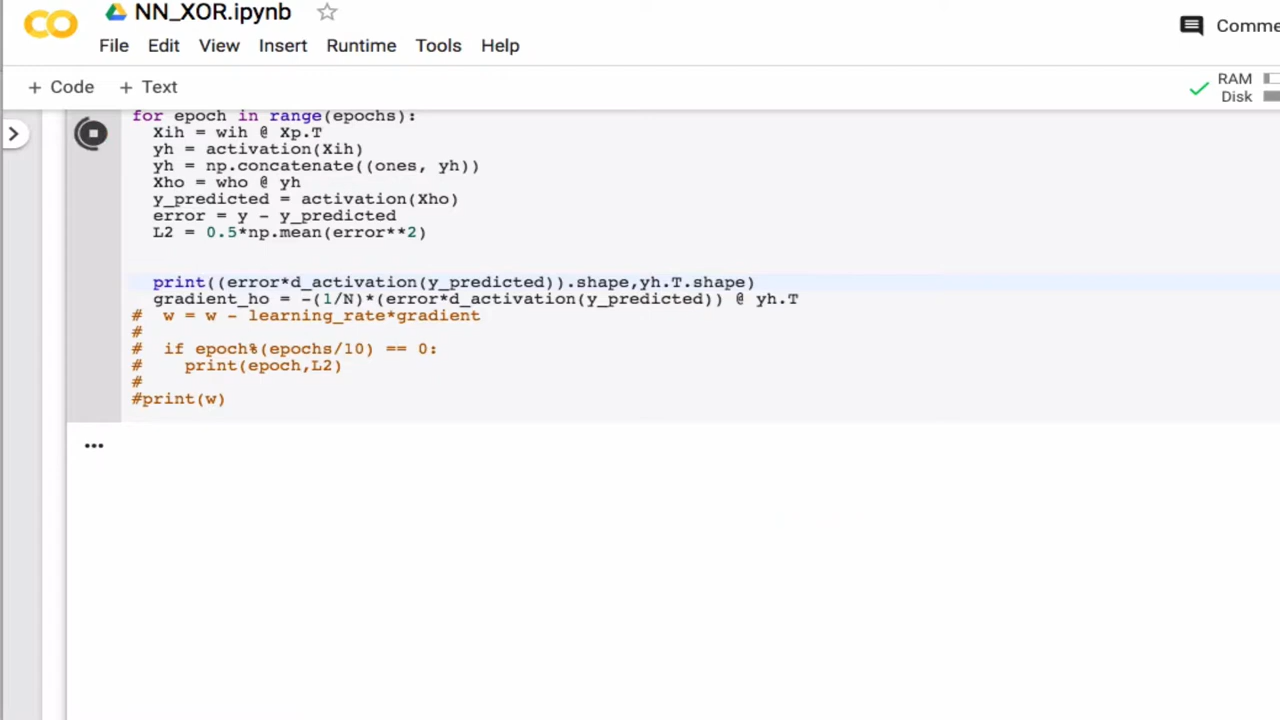 NN_XOR.ipynb
Comme
File Edit View Insert Runtime Tools Help
+ Code + Text
RAM
Disk
for epoch in range(epochs):
Xih = wih @ Xp.T
yh = activation(Xih)
yh = np.concatenate((ones, yh))
Xho = who @ yh
y_predicted = activation(Xho)
error = y - y_predicted
L2 = 0.5*np.mean(error**2)
print((error*d_activation(y_predicted)).shape,yh.T.shape)
gradient_ho = -(1/N)*(error*d_activation(y_predicted)) @ yh.T
# w = w - learning_rate*gradient
#
# if epoch%(epochs/10) == 0:
# print(epoch,L2)
#
#print(w)